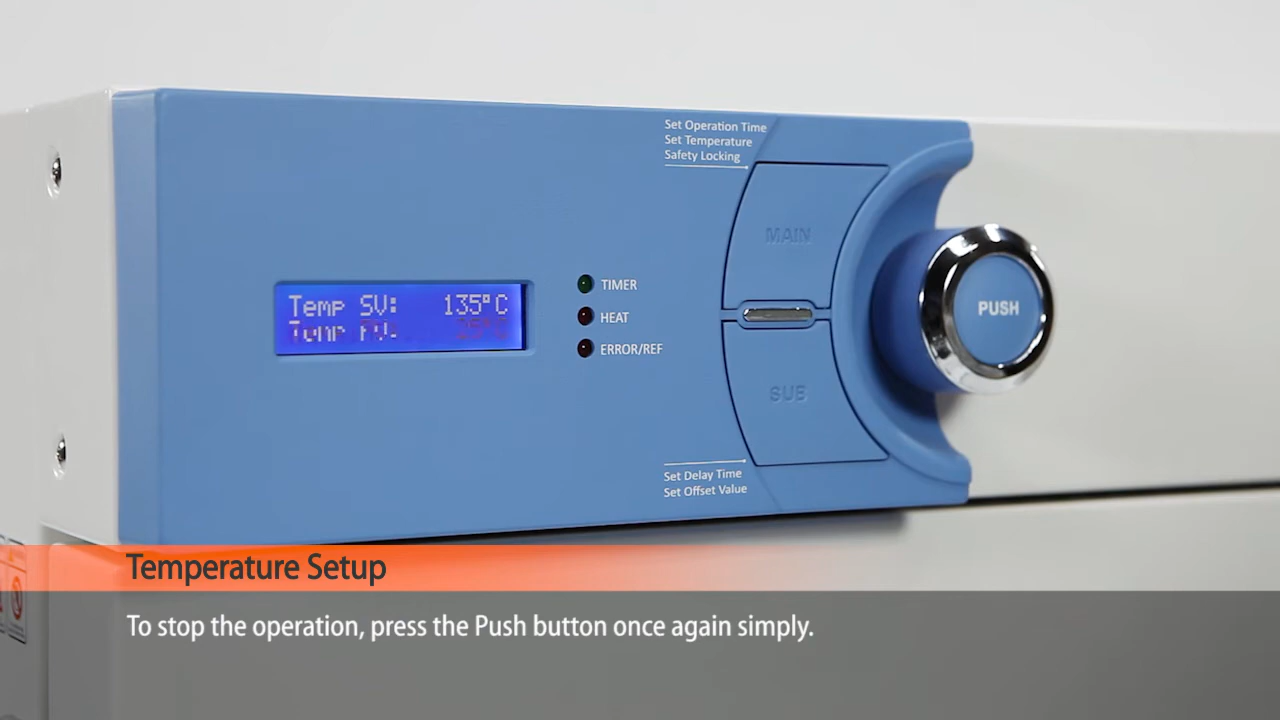 Set Operation Time
Set Temperature
Safety Locking
MAIN
PUSH
TIMER
HEAT
ERROR/REF
Temp SV: 135°C
Temp
SUB
Set Delay Time
Set Offset Value
Temperature Setup
To stop the operation, press the Push button once again simply.